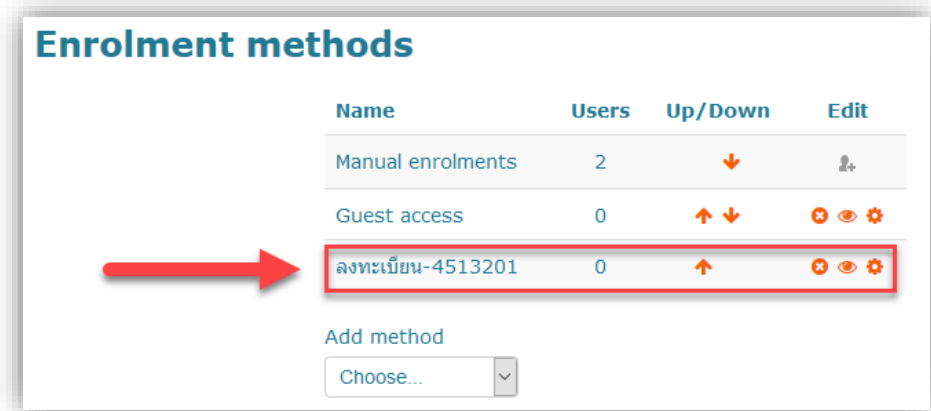 Enrolment methods
Name Users Up/Down Edit
Manual enrolments 2
Guest access 0
ลงทะเบียน-4513201 0
Add method
Choose...